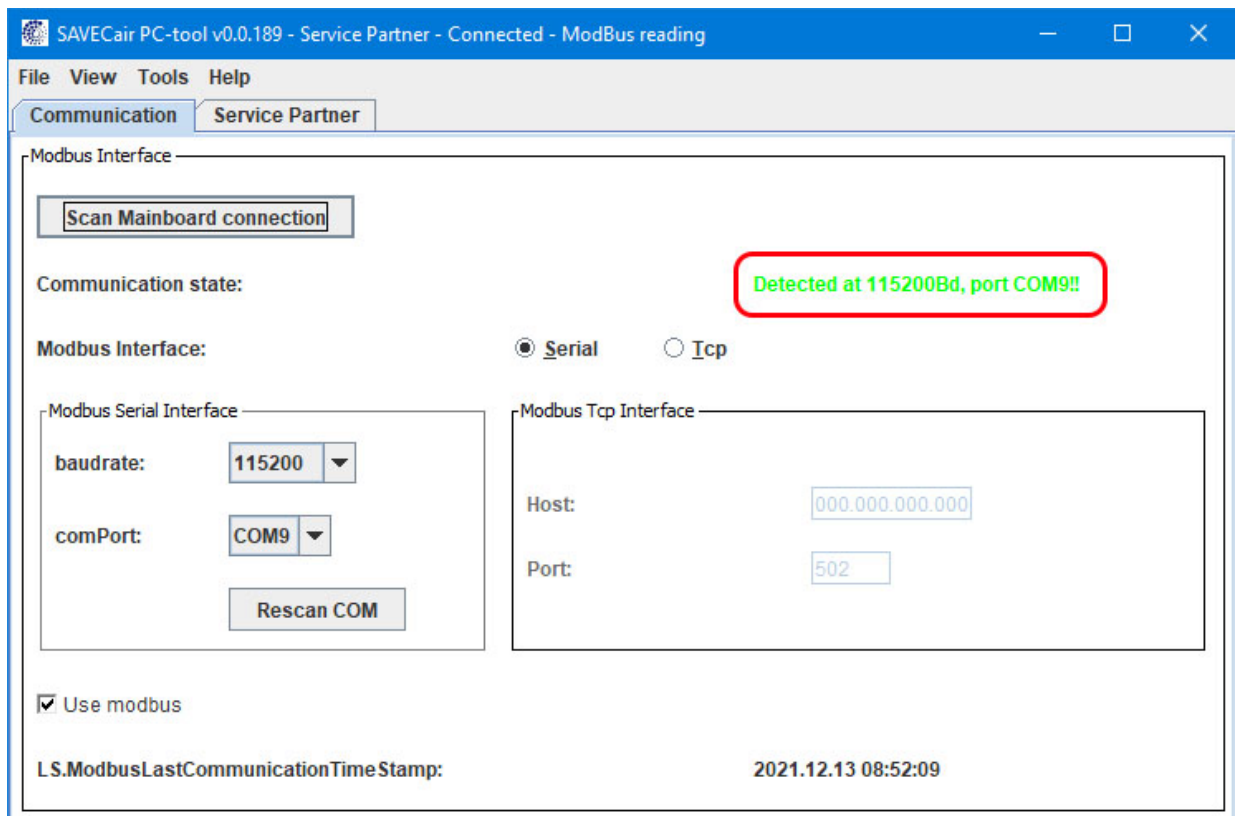 SAVECair PC-tool v0.0.189 - Service Partner - Connected - ModBus reading
File View Tools Help
Communication Service Partner
Modbus Interface
Scan Mainboard connection
Communication state: Detected at 115200Bd, port COM9!!
Modbus Interface: Serial Tcp
Modbus Serial Interface Modbus Tcp Interface
baudrate: 115200
Host: 000.000.000.000
comPort: COM9
Port: 502
Rescan COM
Use modbus
LS.ModbusLastCommunicationTimeStamp: 2021.12.13 08:52:09